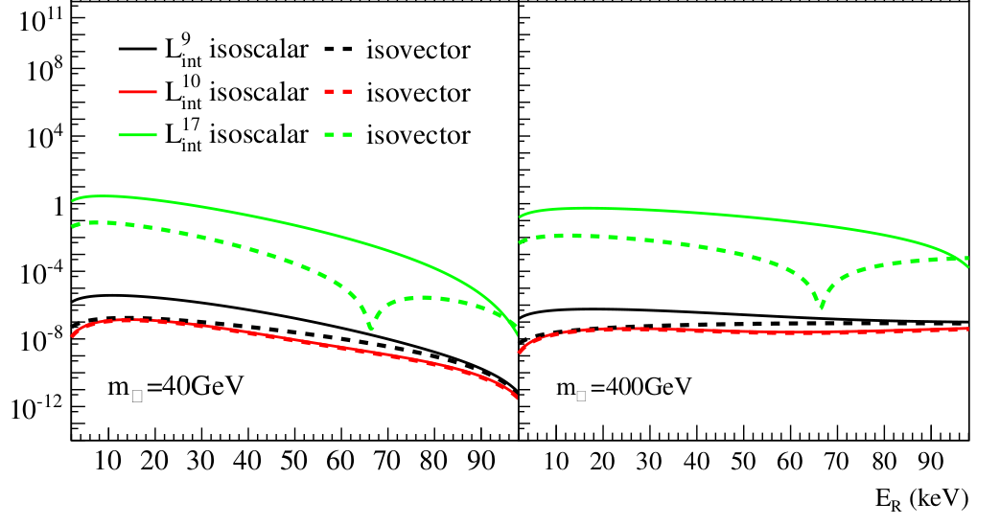 10^11
10^8
10^4
1
10^-4
10^-8
10^-12
L^9_int isoscalar isovector
L^10_int isoscalar isovector
L^17_int isoscalar isovector
m□=40GeV
m□=400GeV
10 20 30 40 50 60 70 80 90
10 20 30 40 50 60 70 80 90
E_R (keV)